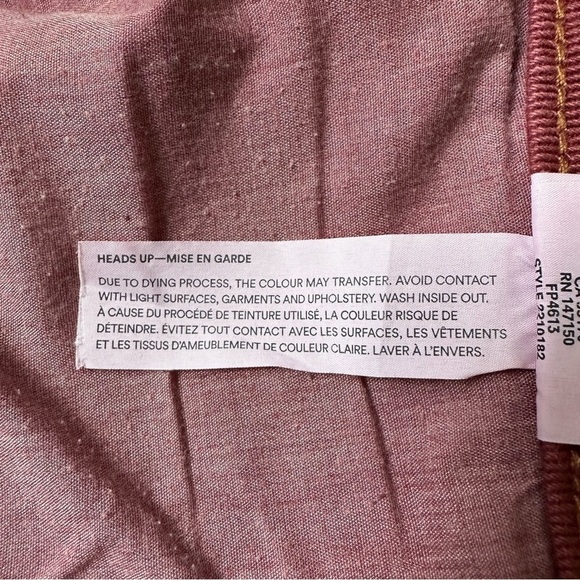 HEADS UP—MISE EN GARDE
DUE TO DYING PROCESS, THE COLOUR MAY TRANSFER. AVOID CONTACT
WITH LIGHT SURFACES, GARMENTS AND UPHOLSTERY. WASH INSIDE OUT.
À CAUSE DU PROCÉDÉ DE TEINTURE UTILISÉ, LA COULEUR RISQUE DE
DÉTEINDRE. ÉVITEZ TOUT CONTACT AVEC LES SURFACES, LES VÊTEMENTS
ET LES TISSUS D'AMEUBLEMENT DE COULEUR CLAIRE. LAVER À L'ENVERS.
RN 147150
FP4613